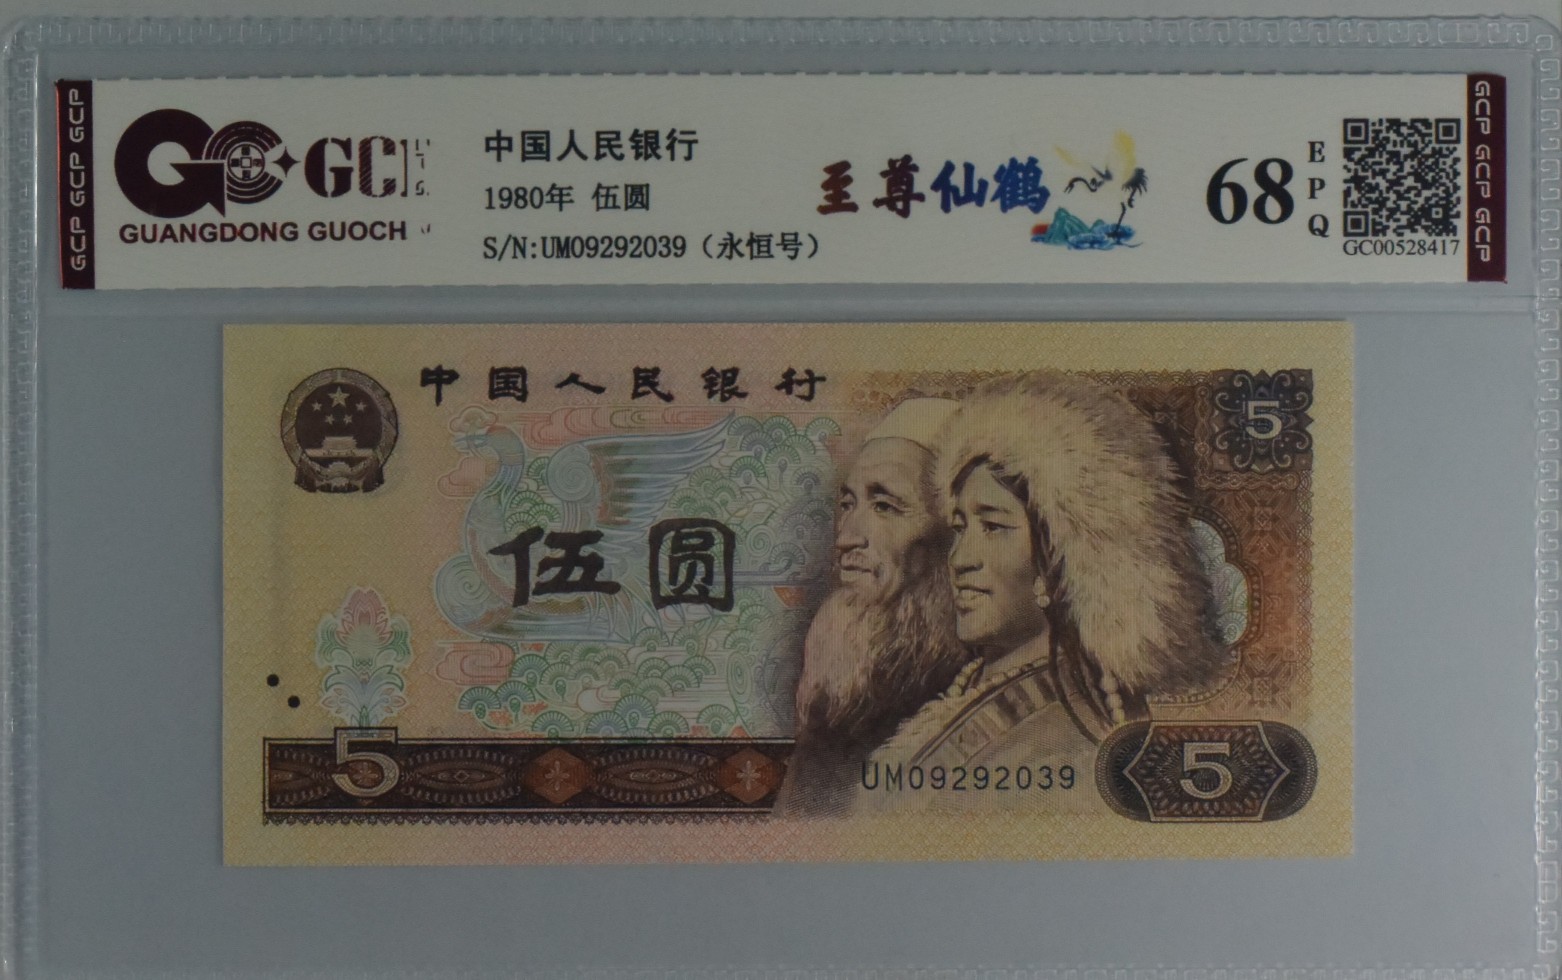 GCP GCP GCP
GC
GUANGDONG GUOCH
中国人民银行
1980年 伍圆
S/N:UM09292039（永恒号）
至尊仙鹤
68
EPQ
GC00528417
GCP GCP GCP
中国人民银行
5
伍圆
5
UM09292039
5